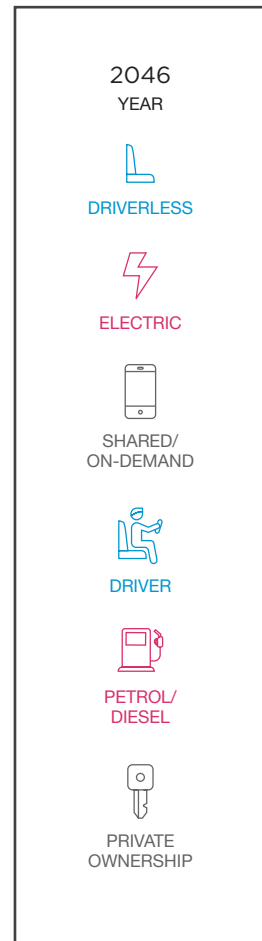 2046
YEAR
DRIVERLESS
ELECTRIC
SHARED/
ON-DEMAND
DRIVER
PETROL/
DIESEL
PRIVATE
OWNERSHIP